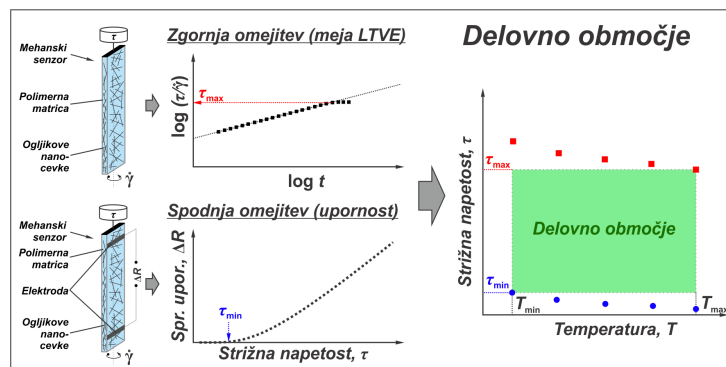 τ
Mehanski
senzor
Polimerna
matrica
Ogljikove
nano-
cevke
γ̇
Zgornja omejitev (meja LTVE)
log (τ/γ̇)
τmax
log t
τ
Mehanski
senzor
Polimerna
matrica
Elektroda
Ogljikove
nano-
cevke
ΔR
γ̇
Spodnja omejitev (upornost)
Spr. upor., ΔR
τmin
Strižna napetost, τ
Delovno območje
Strižna napetost, τ
τmax
Delovno območje
τmin
Tmin
Tmax
Temperatura, T